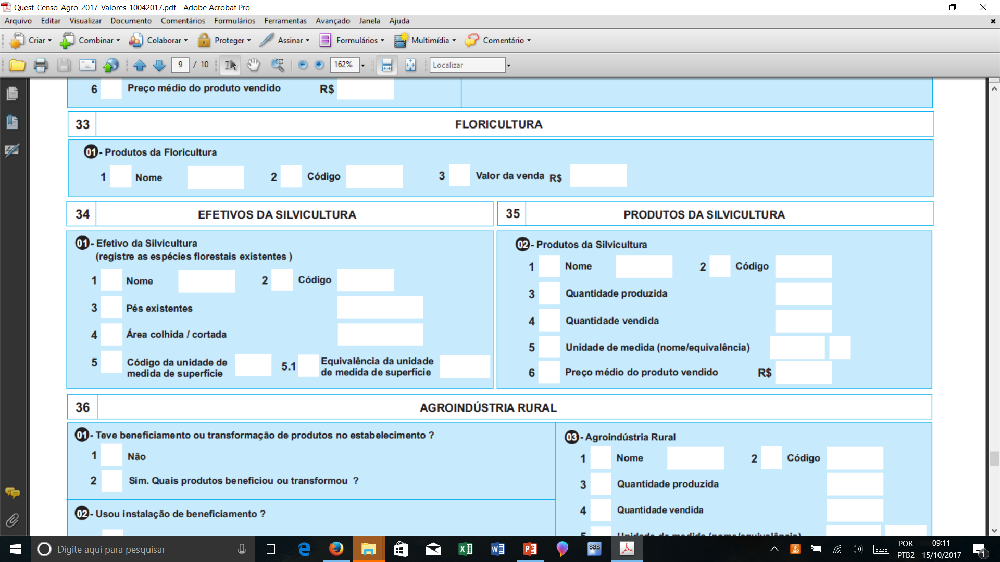 Quest_Censo_Agro_2017_Valores_10042017.pdf - Adobe Acrobat Pro
Arquivo Editar Visualizar Documento Comentários Formulários Ferramentas Avançado Janela Ajuda
Criar Combinar Colaborar Proteger Assinar Formulários Multimídia Comentário
9 / 10 162% Localizar
6 Preço médio do produto vendido R$
33 FLORICULTURA
01 - Produtos da Floricultura
1 Nome 2 Código 3 Valor da venda R$
34 EFETIVOS DA SILVICULTURA
01 - Efetivo da Silvicultura
(registre as espécies florestais existentes )
1 Nome 2 Código
3 Pés existentes
4 Área colhida / cortada
5 Código da unidade de
medida de superfície
5.1 Equivalência da unidade
de medida de superfície
35 PRODUTOS DA SILVICULTURA
02 - Produtos da Silvicultura
1 Nome 2 Código
3 Quantidade produzida
4 Quantidade vendida
5 Unidade de medida (nome/equivalência)
6 Preço médio do produto vendido R$
36 AGROINDÚSTRIA RURAL
01 - Teve beneficiamento ou transformação de produtos no estabelecimento ?
1 Não
2 Sim. Quais produtos beneficiou ou transformou ?
02 - Usou instalação de beneficiamento ?
03 - Agroindústria Rural
1 Nome 2 Código
3 Quantidade produzida
4 Quantidade vendida
5 Unidade de medida (nome/equivalência)
Digite aqui para pesquisar
sas
POR
PTB2
09:11
15/10/2017
1